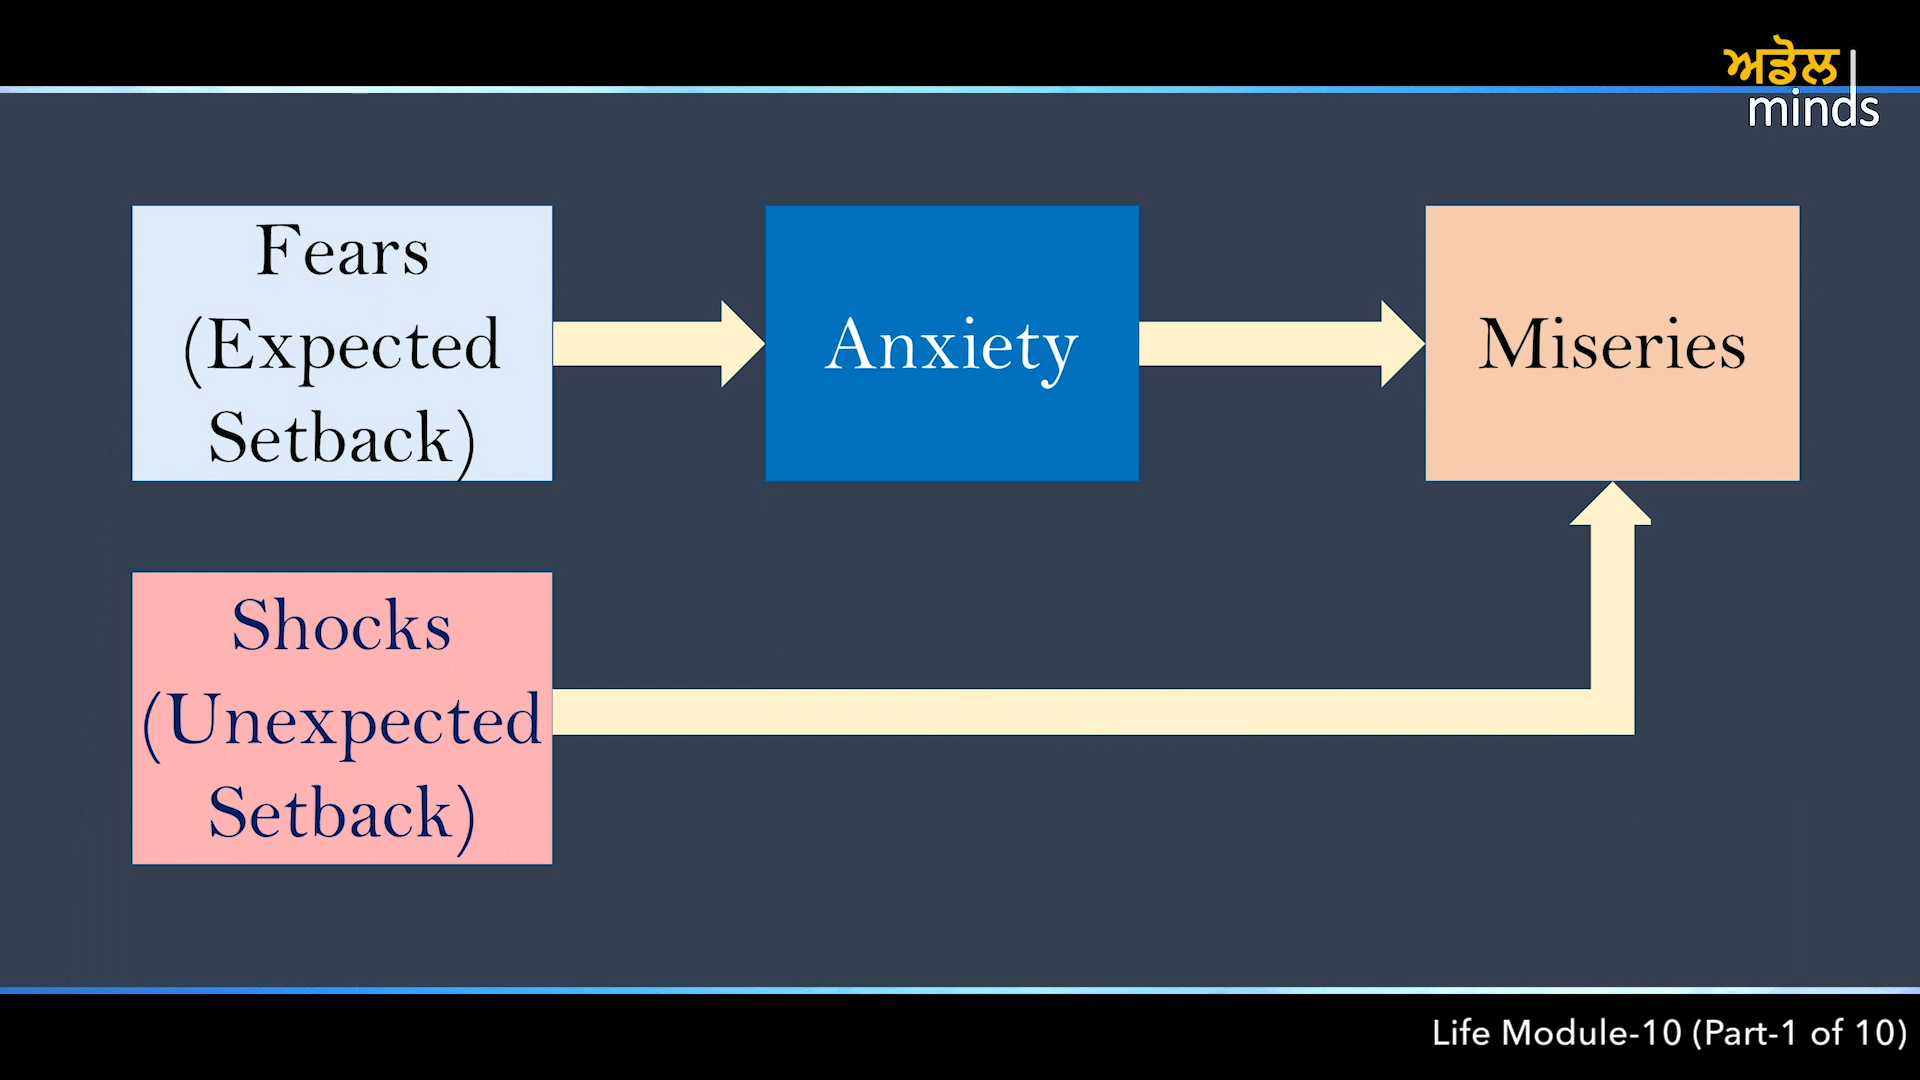 ਅਡੋਲ
minds
Fears
(Expected
Setback)
Anxiety
Miseries
Shocks
(Unexpected
Setback)
Life Module-10 (Part-1 of 10)